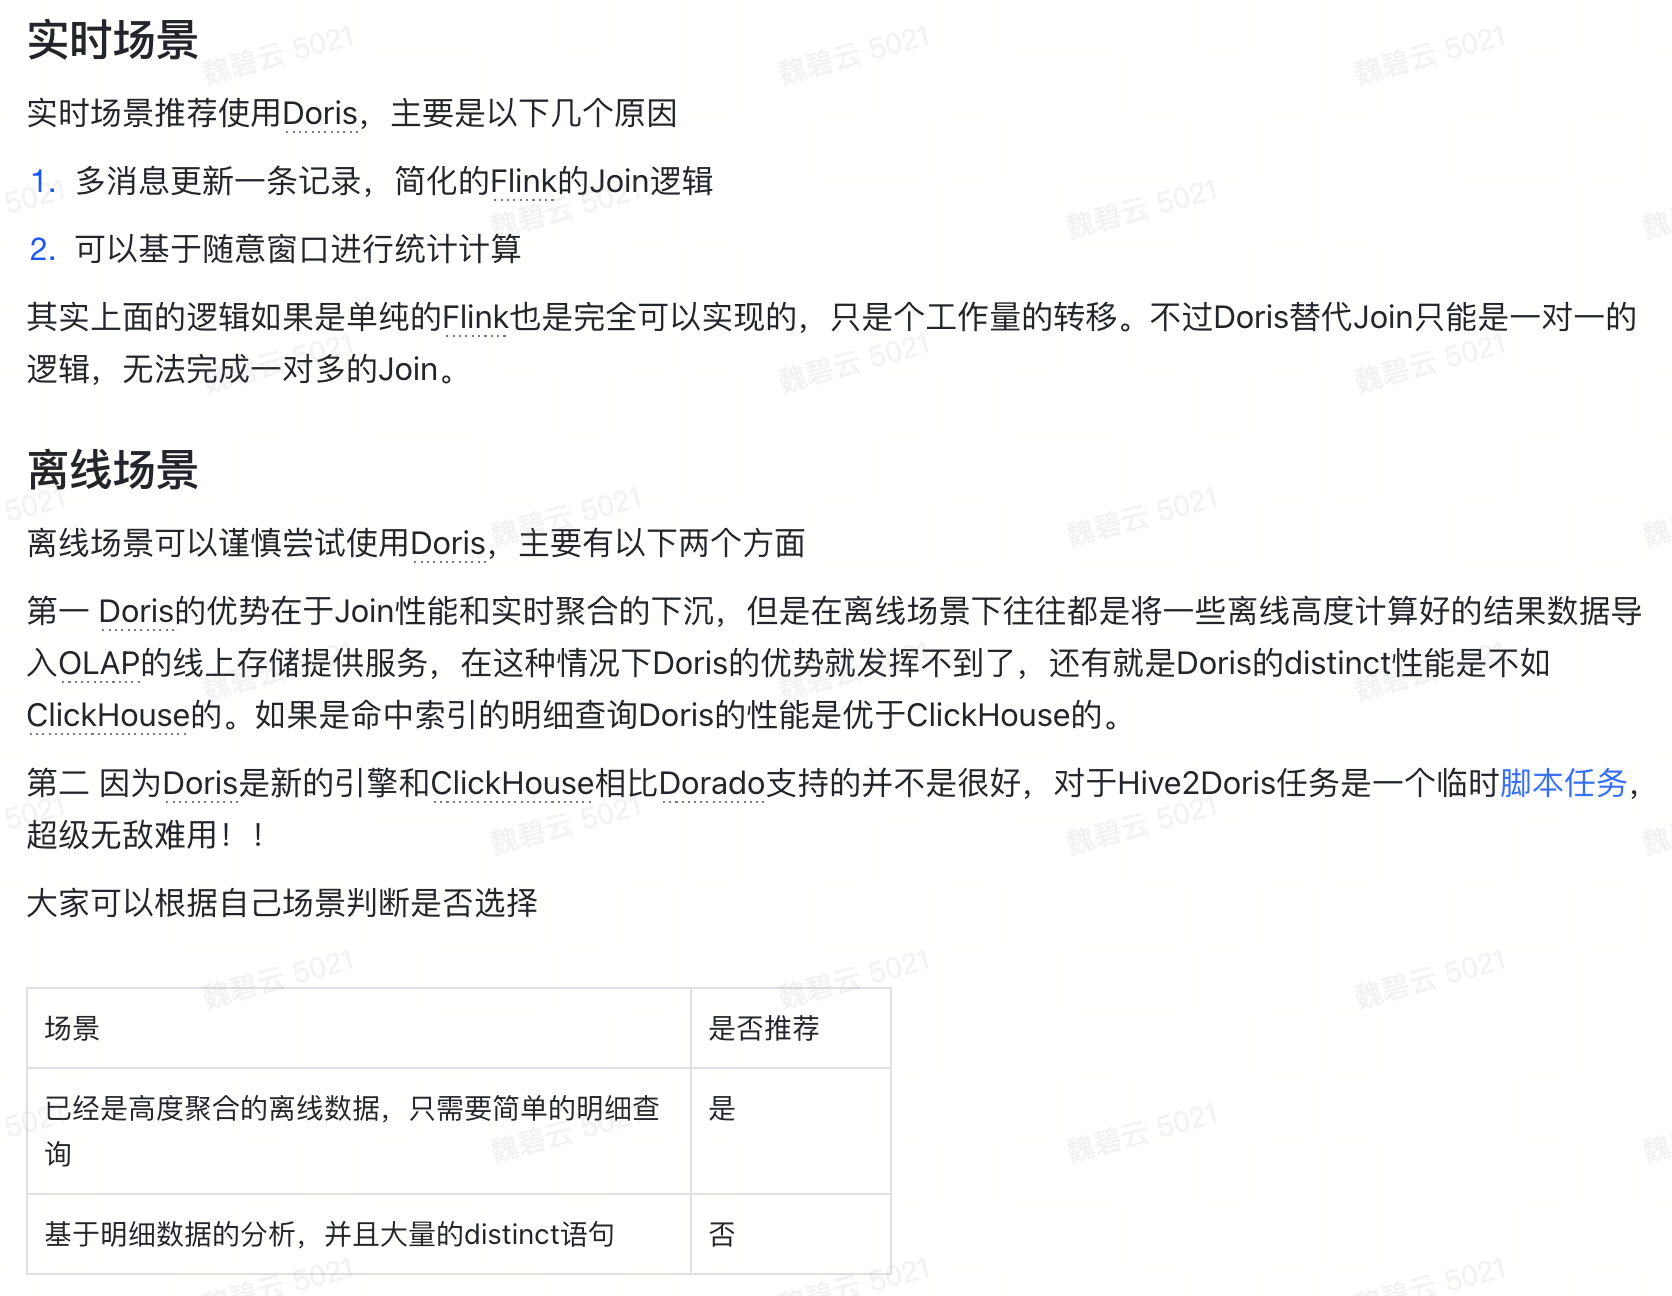 实时场景
实时场景推荐使用Doris，主要是以下几个原因
1. 多消息更新一条记录，简化的Flink的Join逻辑
2. 可以基于随意窗口进行统计计算
其实上面的逻辑如果是单纯的Flink也是完全可以实现的，只是个工作量的转移。不过Doris替代Join只能是一对一的
逻辑，无法完成一对多的Join。
离线场景
离线场景可以谨慎尝试使用Doris，主要有以下两个方面
第一 Doris的优势在于Join性能和实时聚合的下沉，但是在离线场景下往往都是将一些离线高度计算好的结果数据导
入OLAP的线上存储提供服务，在这种情况下Doris的优势就发挥不到了，还有就是Doris的distinct性能是不如
ClickHouse的。如果是命中索引的明细查询Doris的性能是优于ClickHouse的。
第二 因为Doris是新的引擎和ClickHouse相比Dorado支持的并不是很好，对于Hive2Doris任务是一个临时脚本任务，
超级无敌难用！！
大家可以根据自己场景判断是否选择
场景 是否推荐
已经是高度聚合的离线数据，只需要简单的明细查 是
询
基于明细数据的分析，并且大量的distinct语句 否
魏碧云 5021